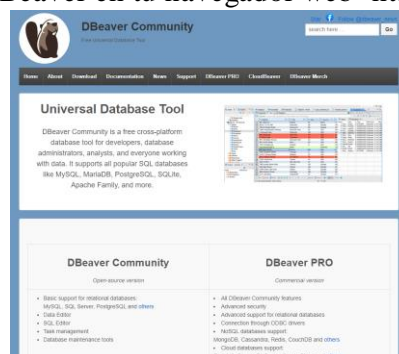 Beaver en tu navegador web
DBeaver Community
Free Universal Database Tool
search here
Go
Home About Download Documentation News Support DBeaver PRO CloudBeaver DBeaver Merch
Universal Database Tool
DBeaver Community is a free cross-platform
database tool for developers, database
administrators, analysts, and everyone working
with data. It supports all popular SQL databases
like MySQL, MariaDB, PostgreSQL, SQLite,
Apache Family, and more.
DBeaver Community
Open-source version
• Basic support for relational databases:
MySQL, SQL Server, PostgreSQL and others
• Data Editor
• SQL Editor
• Task management
• Database maintenance tools
DBeaver PRO
Commercial version
• All DBeaver Community features
• Advanced security
• Advanced support for relational databases
• Connection through ODBC drivers
• NoSQL databases support:
MongoDB, Cassandra, Redis, CouchDB and others
• Cloud databases support: